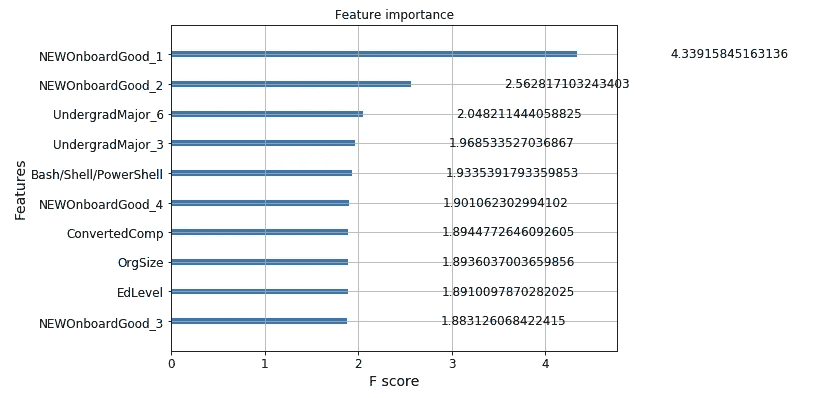 Feature importance
NEWOnboardGood_1 4.33915845163136
NEWOnboardGood_2 2.562817103243403
UndergradMajor_6 2.048211444058825
UndergradMajor_3 1.968533527036867
Bash/Shell/PowerShell 1.9335391793359853
NEWOnboardGood_4 1.901062302994102
ConvertedComp 1.8944772646092605
OrgSize 1.8936037003659856
EdLevel 1.8910097870282025
NEWOnboardGood_3 1.883126068422415
Features
0 1 2 3 4
F score